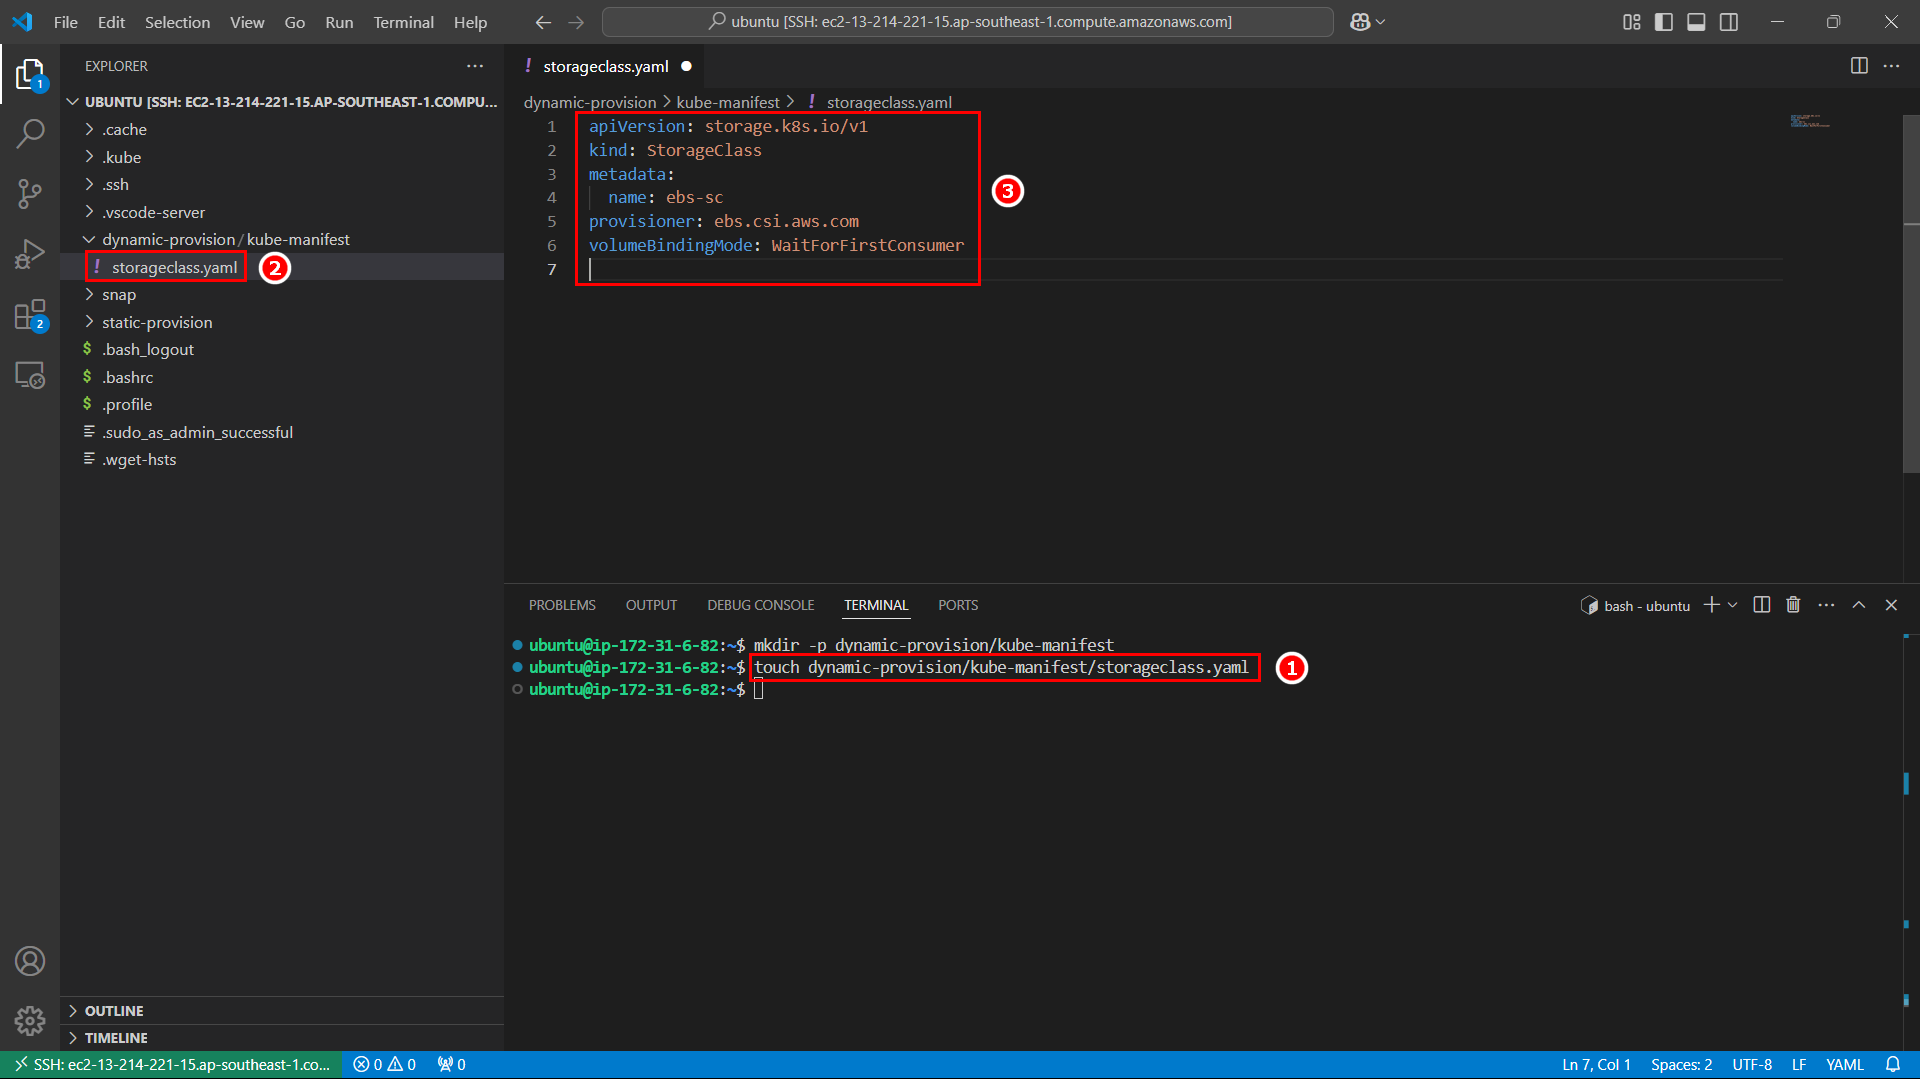 File Edit Selection View Go Run Terminal Help
ubuntu [SSH: ec2-13-214-221-15.ap-southeast-1.compute.amazonaws.com]
EXPLORER
1
UBUNTU [SSH: EC2-13-214-221-15.AP-SOUTHEAST-1.COMPU...
.cache
.kube
.ssh
.vscode-server
dynamic-provision / kube-manifest
! storageclass.yaml 2
snap
2
static-provision
$ .bash_logout
$ .bashrc
$ .profile
.sudo_as_admin_successful
.wget-hsts
OUTLINE
TIMELINE
! storageclass.yaml
dynamic-provision > kube-manifest > ! storageclass.yaml
1 apiVersion: storage.k8s.io/v1
2 kind: StorageClass
3 metadata:
4 name: ebs-sc
5 provisioner: ebs.csi.aws.com
6 volumeBindingMode: WaitForFirstConsumer
7
3
PROBLEMS OUTPUT DEBUG CONSOLE TERMINAL PORTS
bash - ubuntu
ubuntu@ip-172-31-6-82:~$ mkdir -p dynamic-provision/kube-manifest
ubuntu@ip-172-31-6-82:~$ touch dynamic-provision/kube-manifest/storageclass.yaml 1
ubuntu@ip-172-31-6-82:~$
SSH: ec2-13-214-221-15.ap-southeast-1.co... 0 0 0
Ln 7, Col 1 Spaces: 2 UTF-8 LF YAML